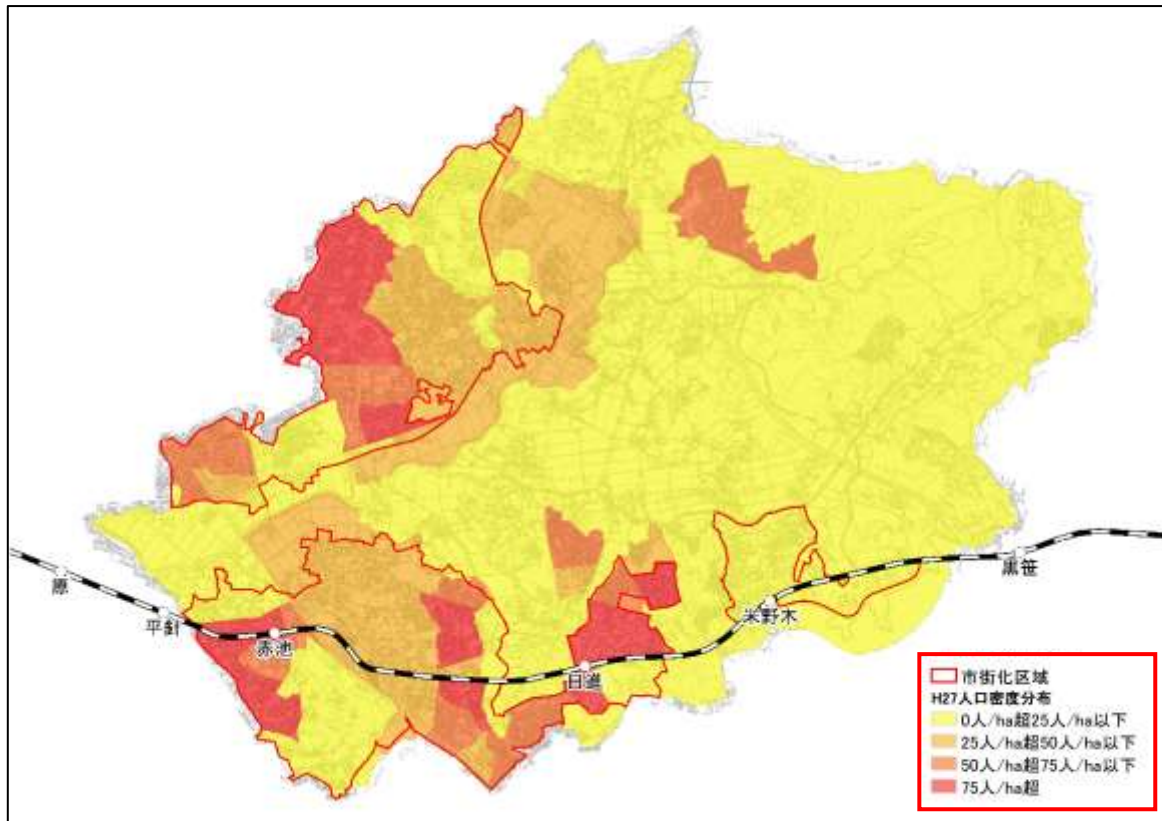 原
平針
赤池
日進
米野木
黒笹
市街化区域
H27人口密度分布
0人/ha超25人/ha以下
25人/ha超50人/ha以下
50人/ha超75人/ha以下
75人/ha超